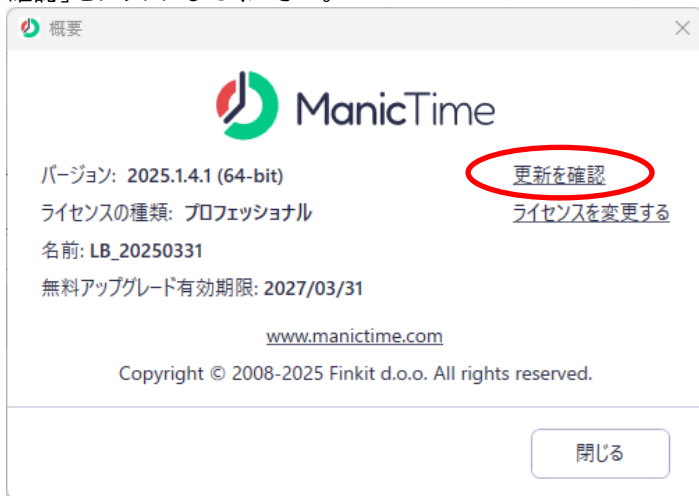 概要
ManicTime
バージョン: 2025.1.4.1 (64-bit)
更新を確認
ライセンスの種類: プロフェッショナル
ライセンスを変更する
名前: LB_20250331
無料アップグレード有効期限: 2027/03/31
www.manictime.com
Copyright © 2008-2025 Finkit d.o.o. All rights reserved.
閉じる